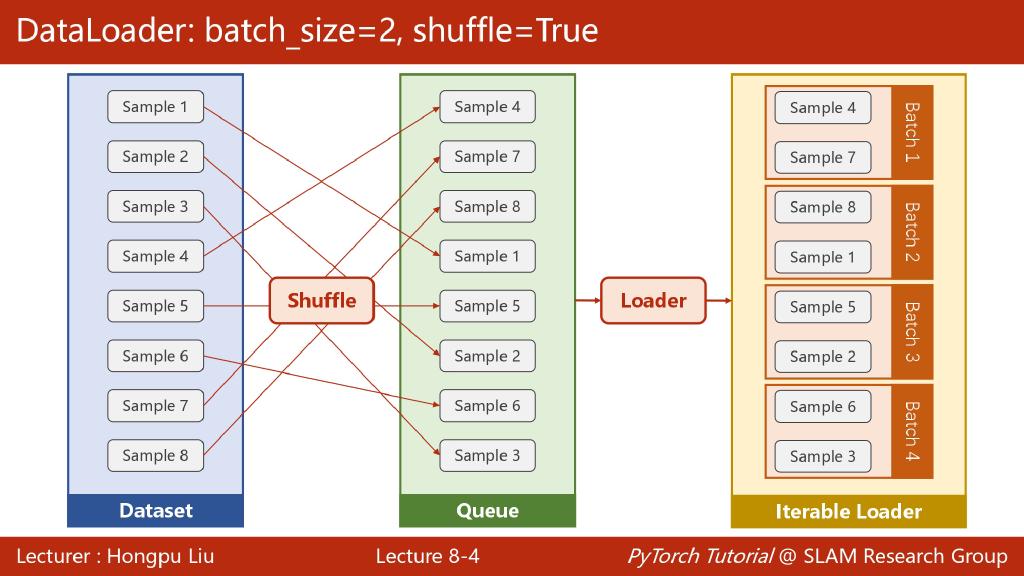 DataLoader: batch_size=2, shuffle=True
Sample 1
Sample 2
Sample 3
Sample 4
Sample 5
Sample 6
Sample 7
Sample 8
Dataset
Shuffle
Sample 4
Sample 7
Sample 8
Sample 1
Sample 5
Sample 2
Sample 6
Sample 3
Queue
Loader
Sample 4
Sample 7
Batch 1
Sample 8
Sample 1
Batch 2
Sample 5
Sample 2
Batch 3
Sample 6
Sample 3
Batch 4
Iterable Loader
Lecturer : Hongpu Liu
Lecture 8-4
PyTorch Tutorial @ SLAM Research Group